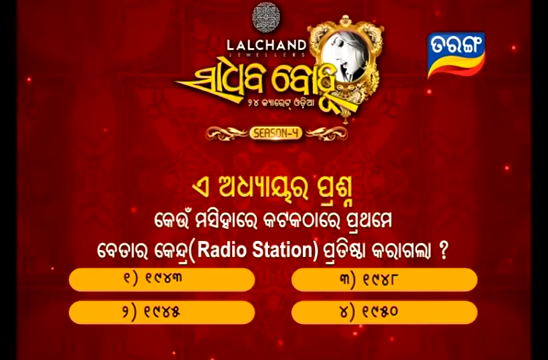 LALCHAND
JEWELLERS
ସାଧବ ବୋହୂ
୨୪ କ୍ୟାରେଟ୍ ଓଡ଼ିଆ
SEASON-୪
ତରଙ୍ଗ
ଏ ଅଧ୍ୟାୟର ପ୍ରଶ୍ନ
କେଉଁ ମସିହାରେ କଟକଠାରେ ପ୍ରଥମେ
ବେତାର କେନ୍ଦ୍ର(Radio Station) ପ୍ରତିଷ୍ଠା କରାଗଲା ?
୧) ୧୯୪୩
୩) ୧୯୪୮
୨) ୧୯୪୫
୪) ୧୯୫୦